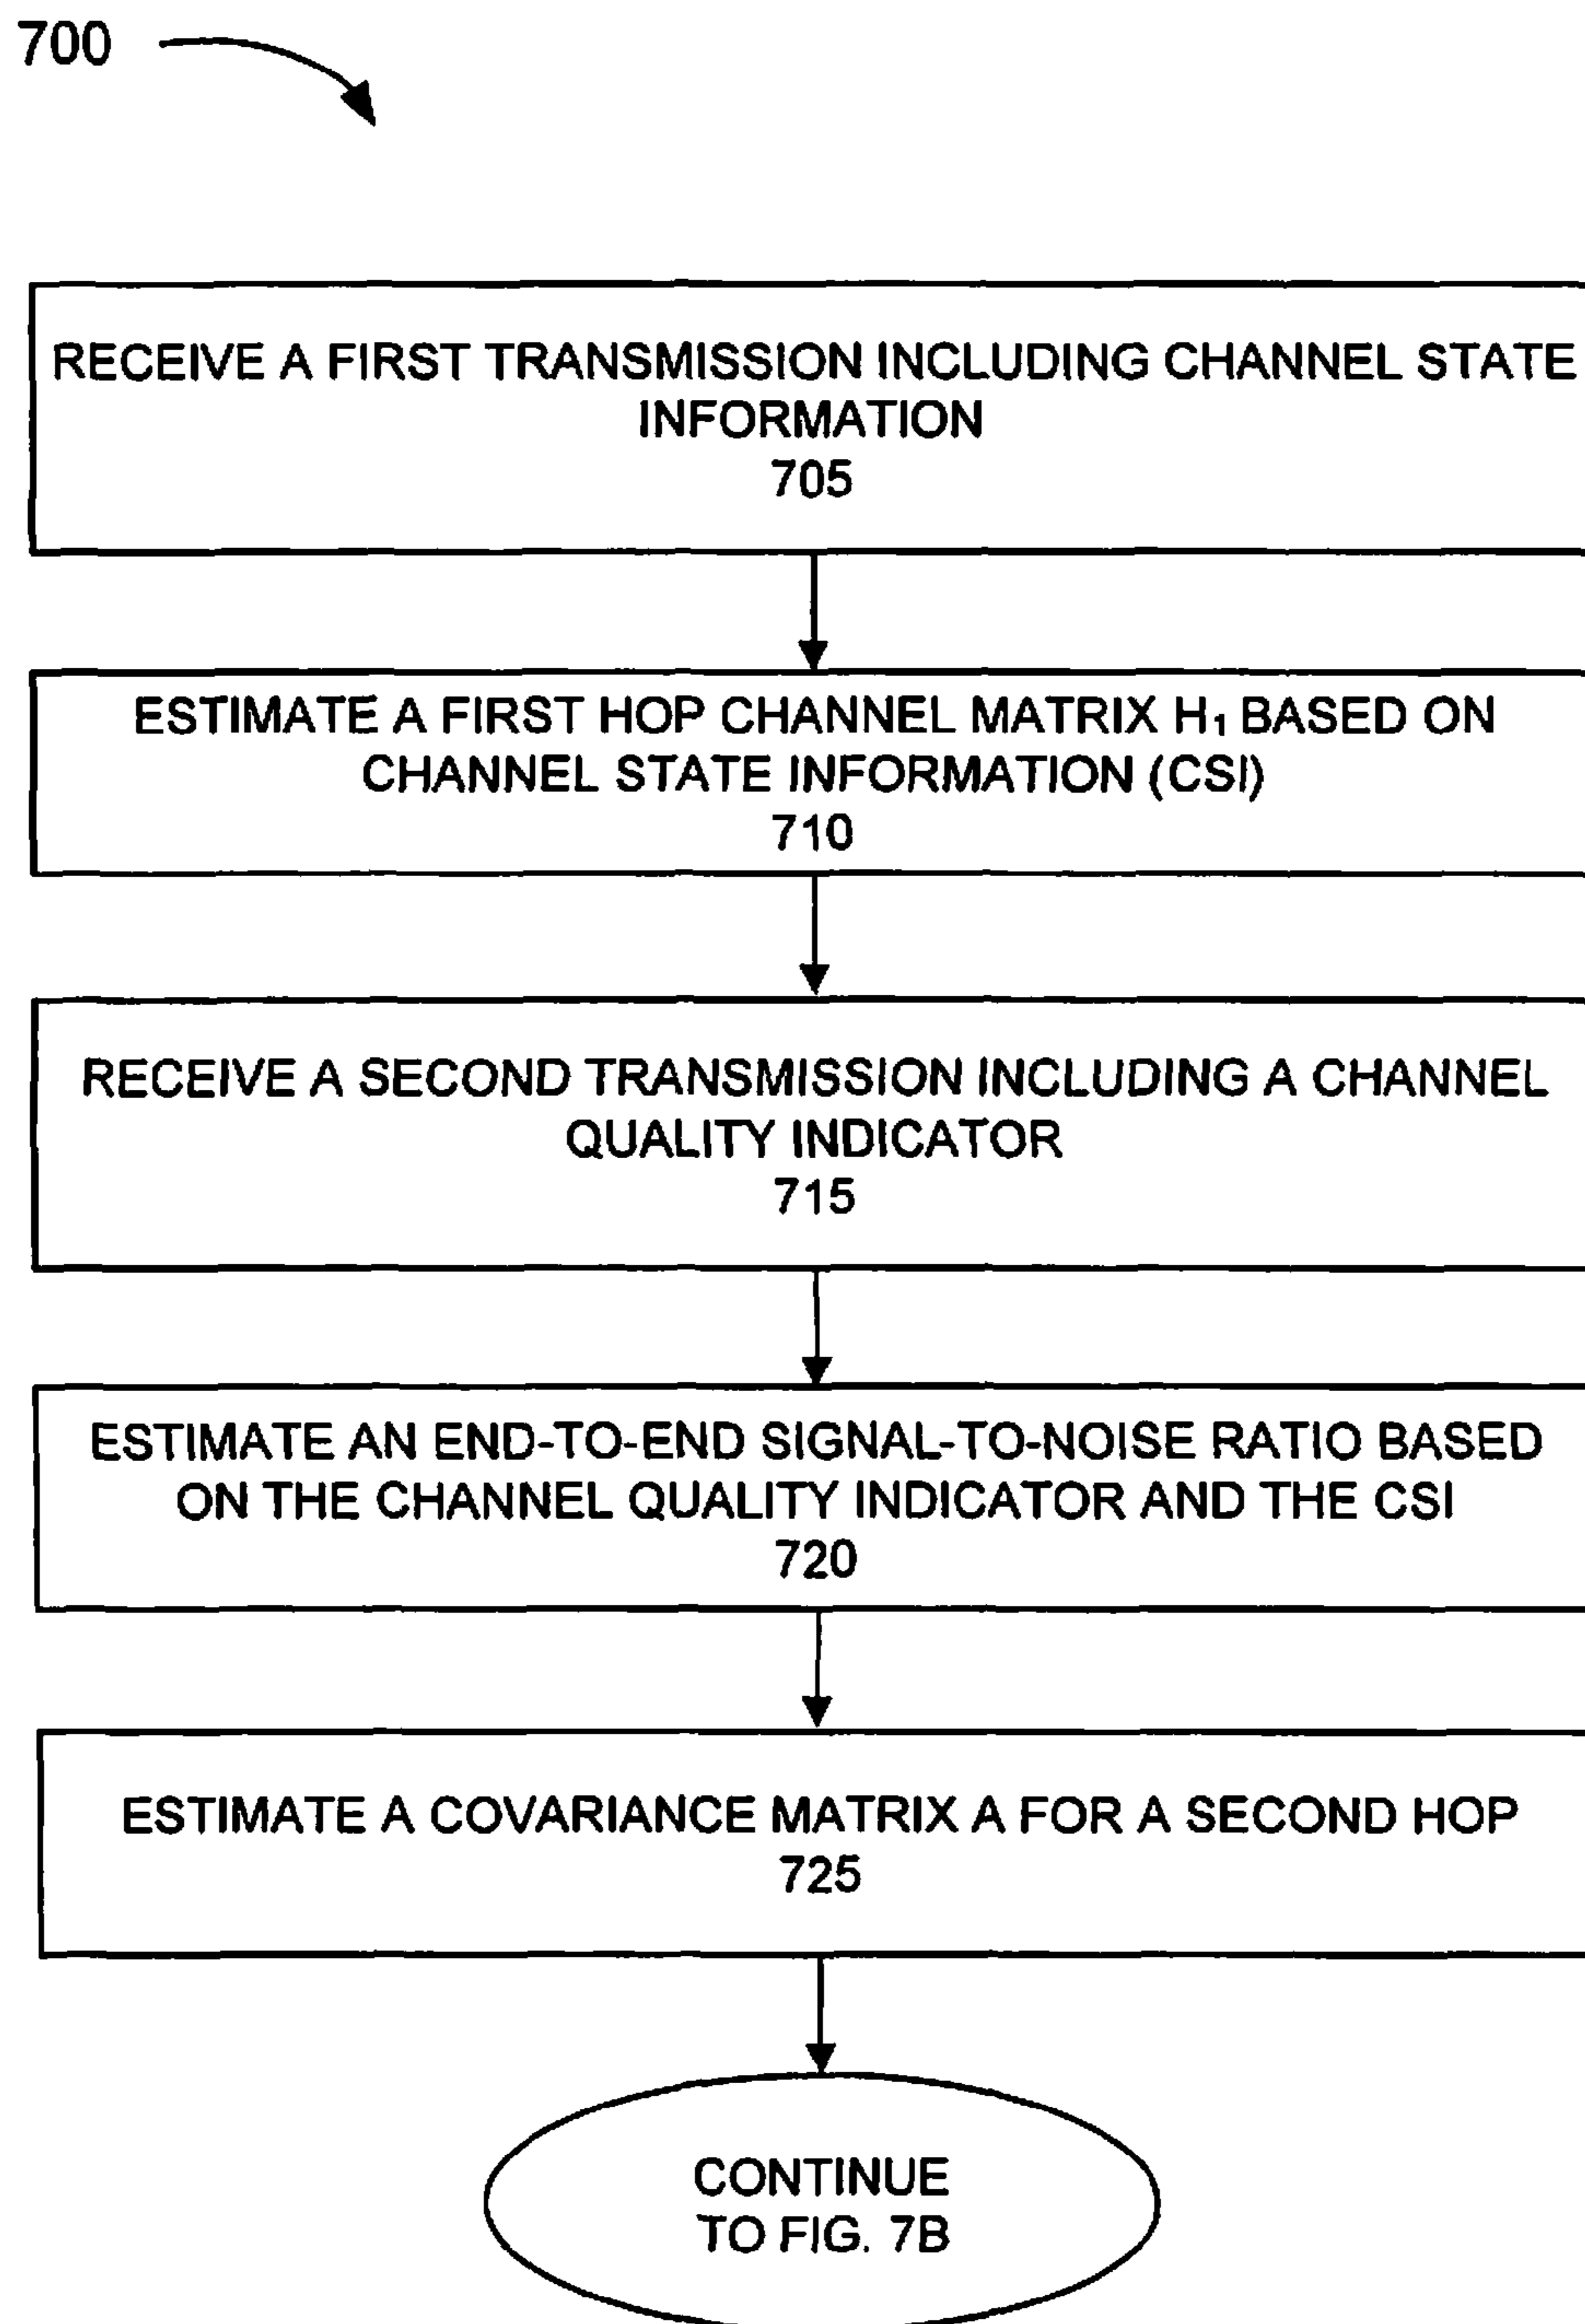 700
RECEIVE A FIRST TRANSMISSION INCLUDING CHANNEL STATE
INFORMATION
705
ESTIMATE A FIRST HOP CHANNEL MATRIX H₁ BASED ON
CHANNEL STATE INFORMATION (CSI)
710
RECEIVE A SECOND TRANSMISSION INCLUDING A CHANNEL
QUALITY INDICATOR
715
ESTIMATE AN END-TO-END SIGNAL-TO-NOISE RATIO BASED
ON THE CHANNEL QUALITY INDICATOR AND THE CSI
720
ESTIMATE A COVARIANCE MATRIX A FOR A SECOND HOP
725
CONTINUE
TO FIG. 7B